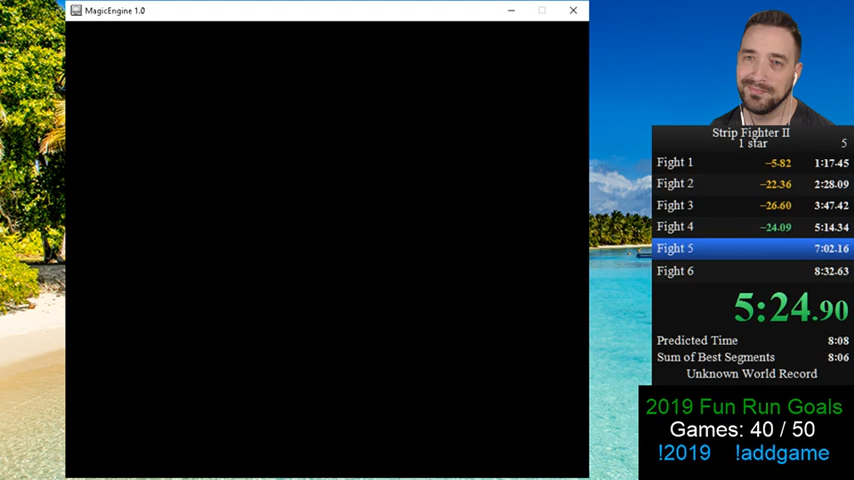 MagicEngine 1.0
Strip Fighter II
1 star 5
Fight 1 −5.82 1:17.45
Fight 2 −22.36 2:28.09
Fight 3 −26.60 3:47.42
Fight 4 −24.09 5:14.34
Fight 5 7:02.16
Fight 6 8:32.63
5:24.90
Predicted Time 8:08
Sum of Best Segments 8:06
Unknown World Record
2019 Fun Run Goals
Games: 40 / 50
!2019 !addgame